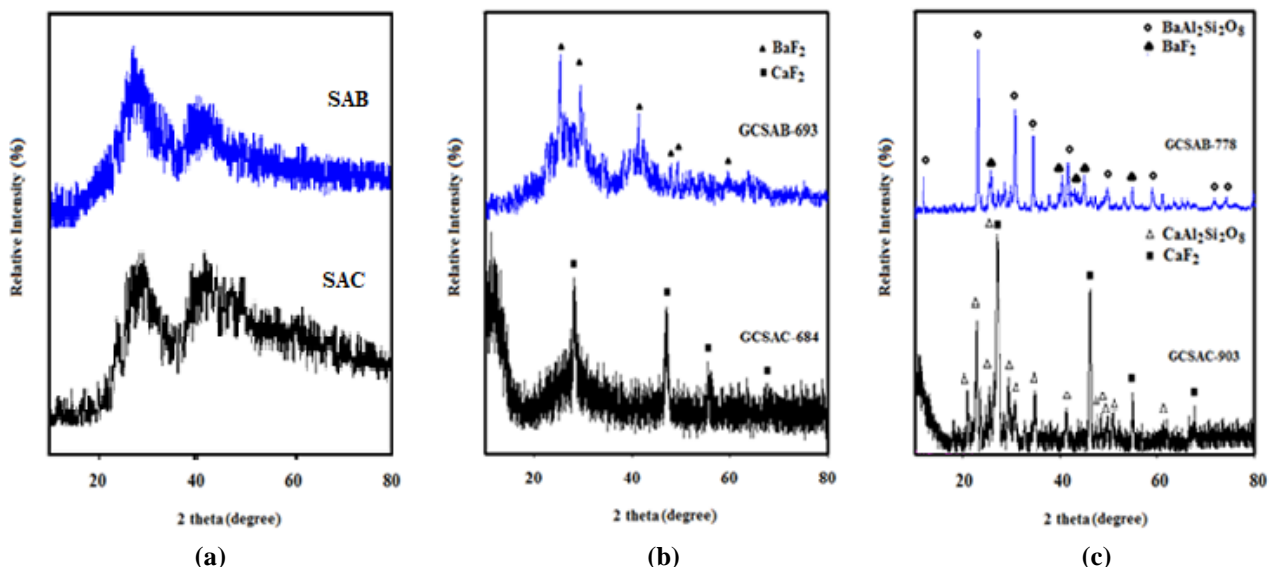 Relative Intensity (%)
SAB
SAC
20 40 60 80
2 theta (degree)
(a)
Relative Intensity (%)
▲ BaF₂
■ CaF₂
GCSAB-693
GCSAC-684
20 40 60 80
2 theta (degree)
(b)
Relative Intensity (%)
BaAl₂Si₂O₈
BaF₂
GCSAB-778
△ CaAl₂Si₂O₈
■ CaF₂
GCSAC-903
20 40 60 80
2 theta (degree)
(c)